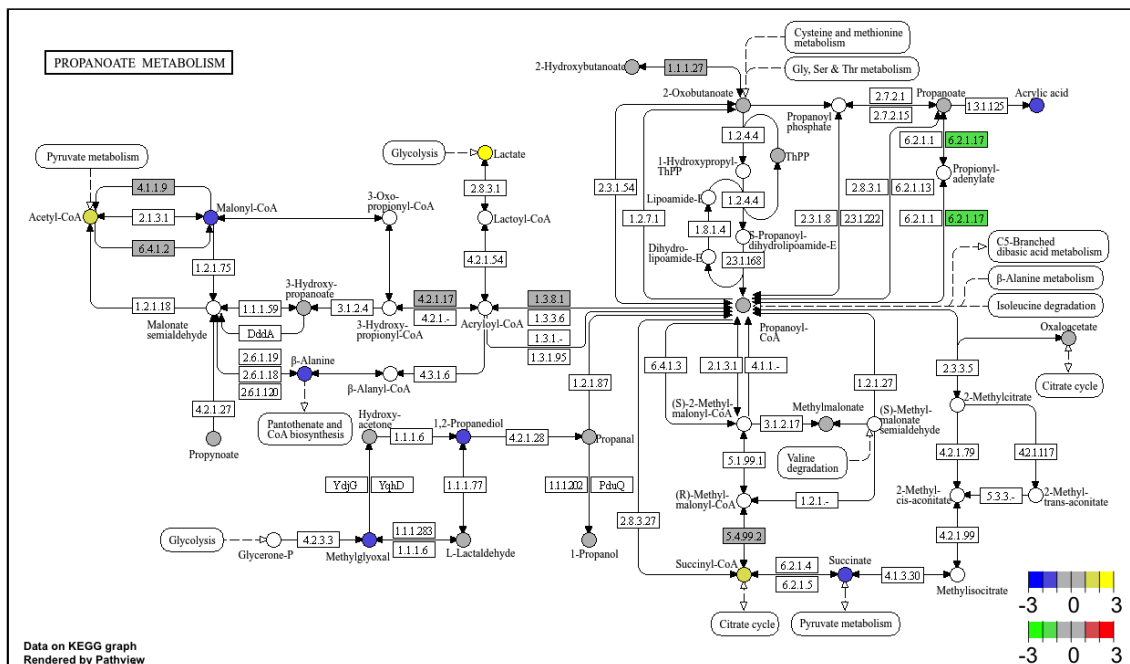 PROPANOATE METABOLISM
Cysteine and methionine
metabolism
2-Hydroxybutanoate
1.1.1.27
Gly, Ser & Thr metabolism
2-Oxobutanoate
2.7.2.1
Propanoate
Acrylic acid
2.7.2.15
1.3.1.125
Propanoyl
phosphate
Pyruvate metabolism
Glycolysis
Lactate
1.2.4.4
6.2.1.1
6.2.1.17
ThPP
1-Hydroxypropyl-
ThPP
Propionyl-
adenylate
4.1.1.9
Acetyl-CoA
2.1.3.1
Malonyl-CoA
6.4.1.2
3-Oxo-
propionyl-CoA
2.8.3.1
Lactoyl-CoA
2.3.1.54
Lipoamide-E
1.2.4.4
2.8.3.1
6.2.1.13
1.2.7.1
1.8.1.4
2.3.1.8
2.3.1.222
6.2.1.1
6.2.1.17
S-Propanoyl-
dihydrolipoamide-E
Dihydro-
lipoamide-E
2.3.1.168
C5-Branched
dibasic acid metabolism
β-Alanine metabolism
Isoleucine degradation
1.2.1.75
4.2.1.54
1.2.1.18
Malonate
semialdehyde
1.1.1.59
DddA
3-Hydroxy-
propanoate
3.1.2.4
3-Hydroxy-
propionyl-CoA
4.2.1.17
4.2.1.-
Acryloyl-CoA
1.3.8.1
1.3.3.6
1.3.1.-
1.3.1.95
Propanoyl-
CoA
Oxaloacetate
2.6.1.19
2.6.1.18
2.6.1.120
β-Alanine
β-Alanyl-CoA
4.3.1.6
1.2.1.87
6.4.1.3
2.1.3.1
4.1.1.-
1.2.1.27
2.3.3.5
Citrate cycle
4.2.1.27
Propynoate
Pantothenate and
CoA biosynthesis
(S)-2-Methyl-
malonyl-CoA
Methylmalonate
3.1.2.17
(S)-Methyl-
malonate
semialdehyde
2-Methylcitrate
Hydroxy-
acetone
1.1.1.6
1,2-Propanediol
4.2.1.28
Propanal
Valine
degradation
5.1.99.1
4.2.1.79
4.2.1.117
YdjG
YqhD
1.1.1.77
1.1.1.202
PduQ
(R)-Methyl-
malonyl-CoA
1.2.1.-
2-Methyl-
cis-aconitate
5.3.3.-
2-Methyl-
trans-aconitate
2.8.3.27
5.4.99.2
4.2.1.99
Glycolysis
Glycerone-P
4.2.3.3
Methylglyoxal
1.1.1.283
1.1.1.6
L-Lactaldehyde
1-Propanol
Succinyl-CoA
6.2.1.4
6.2.1.5
Succinate
4.1.3.30
Methylisocitrate
Citrate cycle
Pyruvate metabolism
-3 0 3
-3 0 3
Data on KEGG graph
Rendered by Pathview